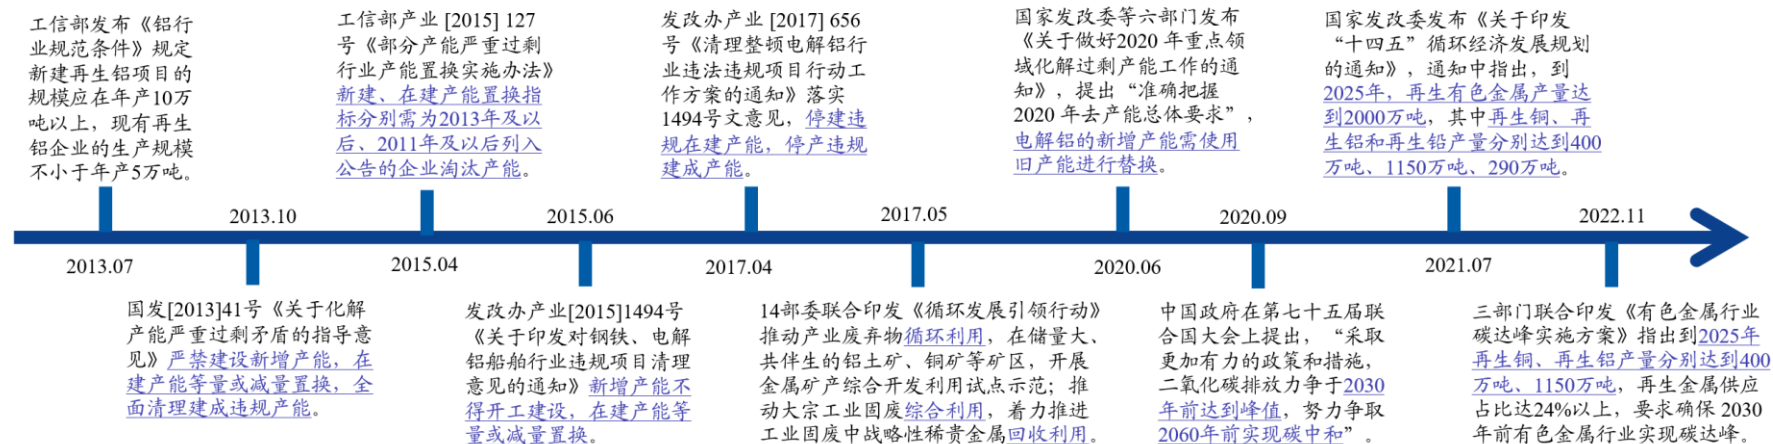 工信部发布《铝行
业规范条件》规定
新建再生铝项目的
规模应在年产10万
吨以上，现有再生
铝企业的生产规模
不小于年产5万吨。
2013.07
2013.10
国发[2013]41号《关于化解
产能严重过剩矛盾的指导意
见》严禁建设新增产能，在
建产能等量或减量置换，全
面清理建成违规产能。
工信部产业 [2015] 127
号《部分产能严重过剩
行业产能置换实施办法》
新建、在建产能置换指
标分别需为2013年及以
后、2011年及以后列入
公告的企业淘汰产能。
2015.04
2015.06
发改办产业[2015]1494号
《关于印发对钢铁、电解
铝船舶行业违规项目清理
意见的通知》新增产能不
得开工建设，在建产能等
量或减量置换。
发改办产业 [2017] 656
号《清理整顿电解铝行
业违法违规项目行动工
作方案的通知》落实
1494号文意见，停建违
规在建产能，停产违规
建成产能。
2017.04
2017.05
14部委联合印发《循环发展引领行动》
推动产业废弃物循环利用，在储量大、
共伴生的铝土矿、铜矿等矿区，开展
金属矿产综合开发利用试点示范；推
动大宗工业固废综合利用，着力推进
工业固废中战略性稀贵金属回收利用。
国家发改委等六部门发布
《关于做好2020 年重点领
域化解过剩产能工作的通
知》，提出“准确把握
2020 年去产能总体要求”，
电解铝的新增产能需使用
旧产能进行替换。
2020.06
2020.09
中国政府在第七十五届联
合国大会上提出，“采取
更加有力的政策和措施，
二氧化碳排放力争于2030
年前达到峰值，努力争取
2060年前实现碳中和”。
国家发改委发布《关于印发
“十四五”循环经济发展规划
的通知》，通知中指出，到
2025年，再生有色金属产量达
到2000万吨，其中再生铜、再
生铝和再生铅产量分别达到400
万吨、1150万吨、290万吨。
2021.07
2022.11
三部门联合印发《有色金属行业
碳达峰实施方案》指出到2025年
再生铜、再生铝产量分别达到400
万吨、1150万吨，再生金属供应
占比达24%以上，要求确保 2030
年前有色金属行业实现碳达峰。